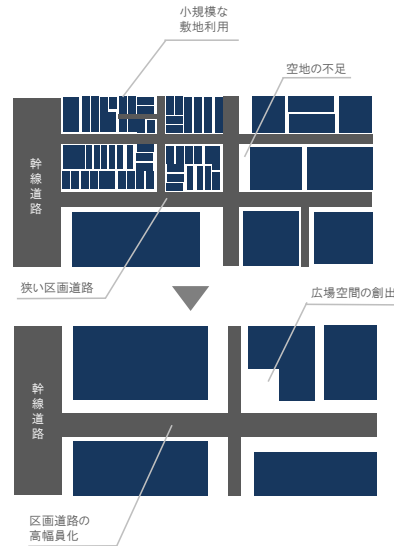 小規模な
敷地利用
空地の不足
幹線道路
狭い区画道路
広場空間の創出
幹線道路
区画道路の
高幅員化